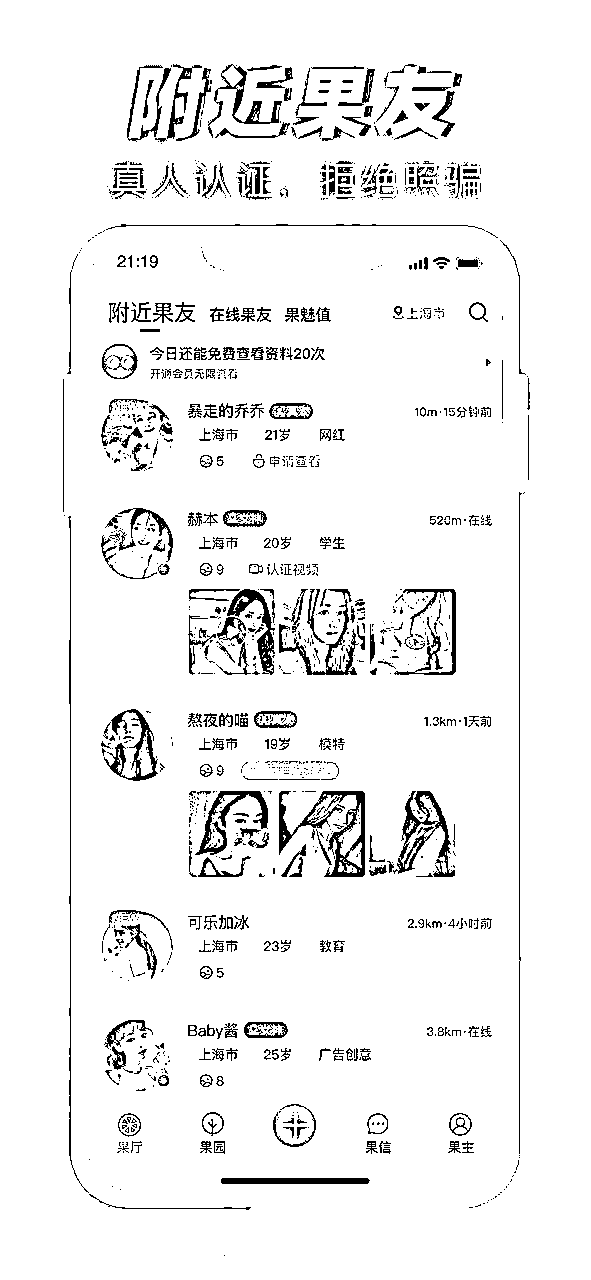 附近果友
真人认证，拒绝照骗
21:19
附近果友 在线果友 果魅值 上海市
今日还能免费查看资料20次
开通会员无限查看
暴走的乔乔 10m·15分钟前
上海市 21岁 网红
5 申请查看
赫本 520m·在线
上海市 20岁 学生
9 认证视频
熬夜的喵 1.3km·1天前
上海市 19岁 模特
9
可乐加冰 2.9km·4小时前
上海市 23岁 教育
5
Baby酱 3.8km·在线
上海市 25岁 广告创意
8
果厅 果园 果信 果主